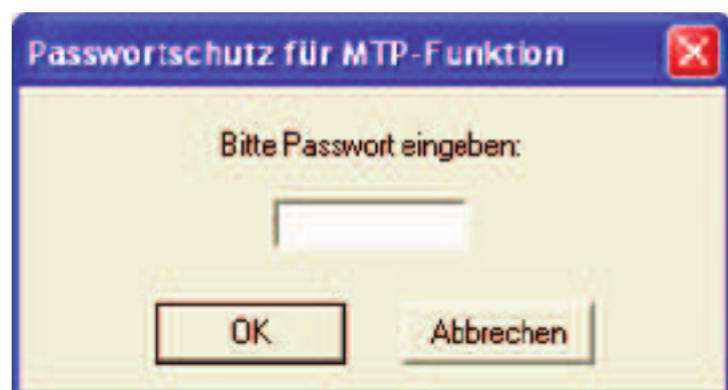 Passwortschutz für MTP-Funktion
Bitte Passwort eingeben:
OK
Abbrechen